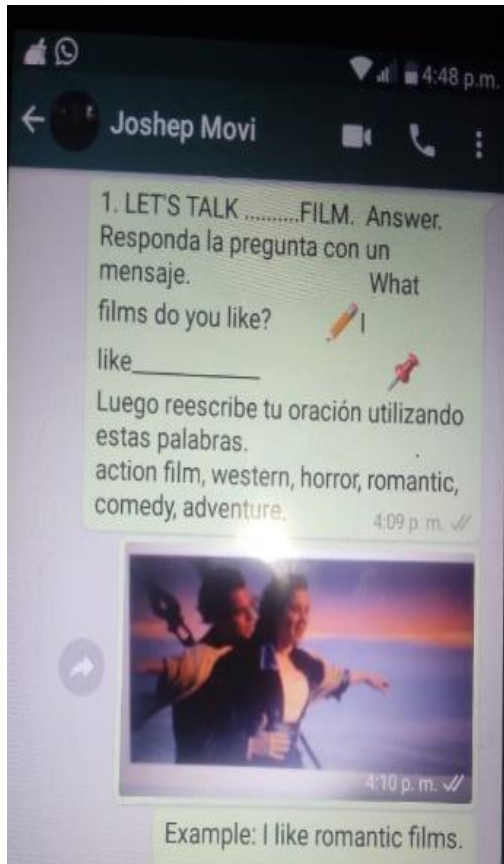 4:48 p.m.
Joshep Movi
1. LET'S TALK ..........FILM. Answer.
Responda la pregunta con un
mensaje. What
films do you like? I
like___________
Luego reescribe tu oración utilizando
estas palabras.
action film, western, horror, romantic,
comedy, adventure.
4:09 p. m.
4:10 p. m.
Example: I like romantic films.